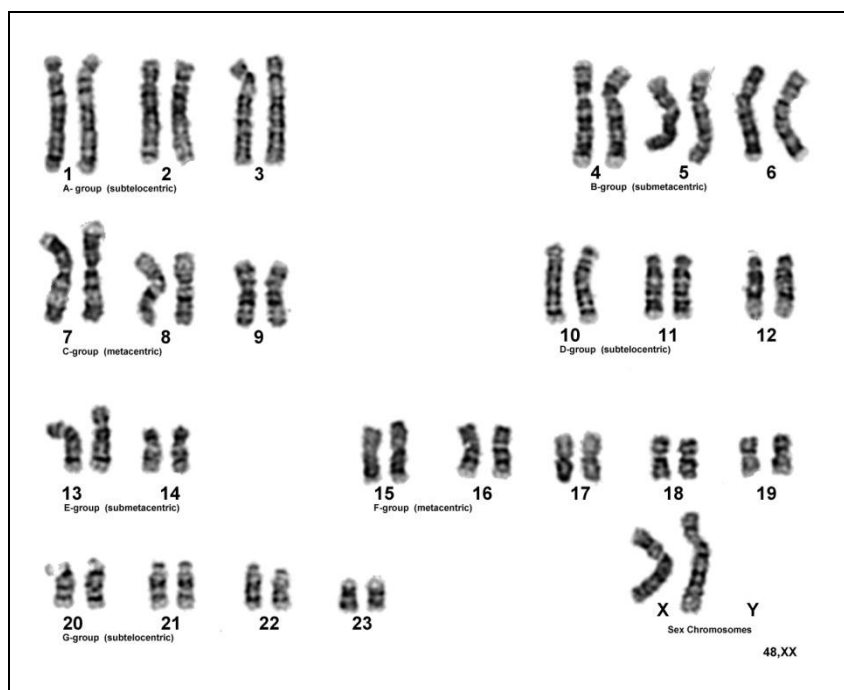 1 2 3
A- group (subtelocentric)
4 5 6
B-group (submetacentric)
7 8 9
C-group (metacentric)
10 11 12
D-group (subtelocentric)
13 14
E-group (submetacentric)
15 16 17 18 19
F-group (metacentric)
20 21 22 23
G-group (subtelocentric)
X Y
Sex Chromosomes
48,XX